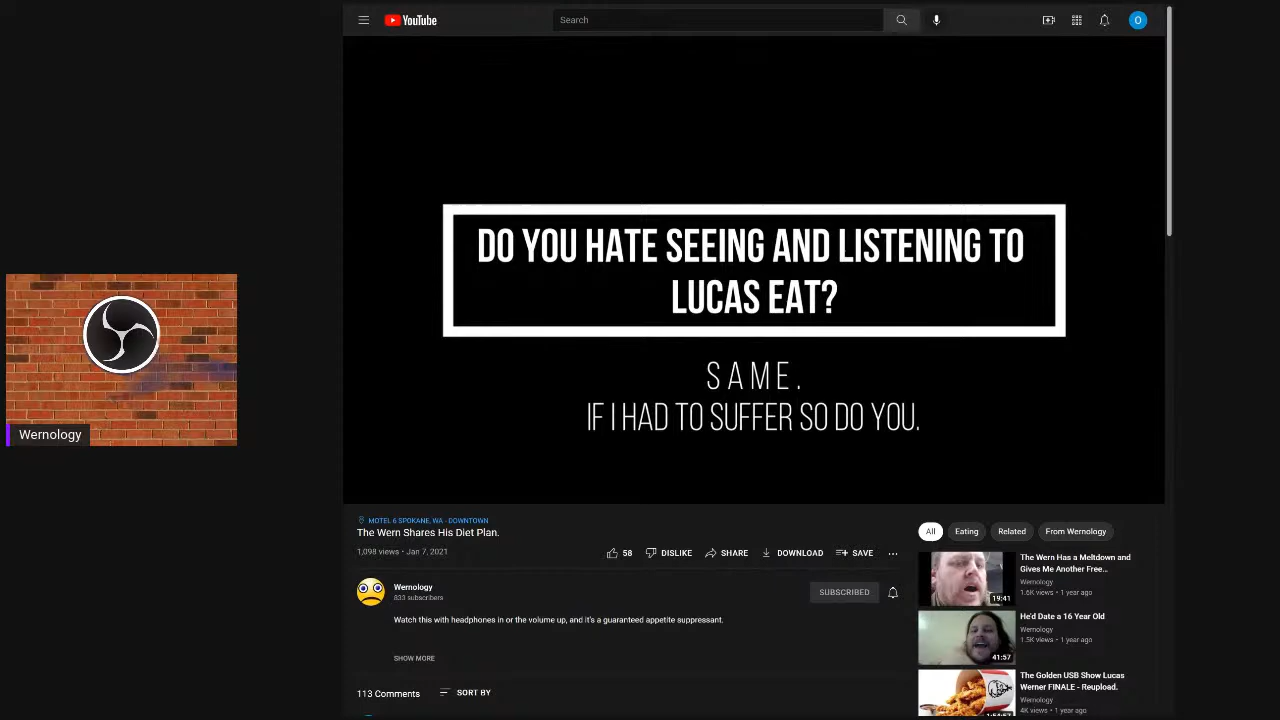 YouTube
Search
O
DO YOU HATE SEEING AND LISTENING TO
LUCAS EAT?
SAME.
IF I HAD TO SUFFER SO DO YOU.
Wernology
MOTEL 6 SPOKANE, WA - DOWNTOWN
The Wern Shares His Diet Plan.
1,098 views • Jan 7, 2021
58
DISLIKE
SHARE
DOWNLOAD
SAVE
Wernology
833 subscribers
SUBSCRIBED
Watch this with headphones in or the volume up, and it's a guaranteed appetite suppressant.
SHOW MORE
113 Comments
SORT BY
All
Eating
Related
From Wernology
The Wern Has a Meltdown and
Gives Me Another Free...
Wernology
1.6K views • 1 year ago
19:41
He'd Date a 16 Year Old
Wernology
1.5K views • 1 year ago
41:57
The Golden USB Show Lucas
Werner FINALE - Reupload.
Wernology
4K views • 1 year ago
1:54:57